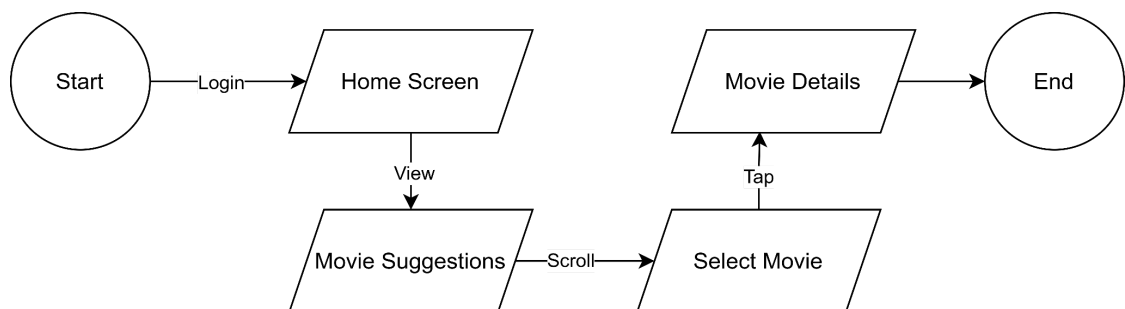 Start
Login
Home Screen
View
Movie Suggestions
Scroll
Select Movie
Tap
Movie Details
End